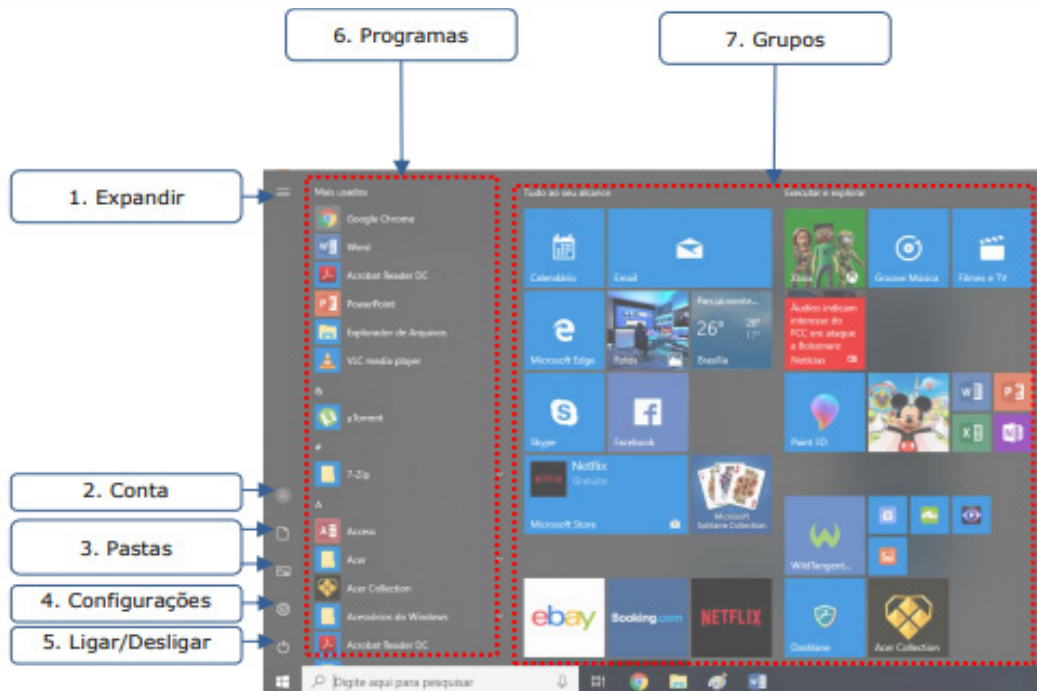 6. Programas
7. Grupos
1. Expandir
2. Conta
3. Pastas
4. Configurações
5. Ligar/Desligar
Mais usados
Google Chrome
Word
Acrobat Reader DC
PowerPoint
Explorador de Arquivos
VLC media player
&
µTorrent
#
7-Zip
A
Access
Acer
Acer Collection
Acessórios do Windows
Acrobat Reader DC
Tudo ao seu alcance
Calendário
Email
Microsoft Edge
Fotos
Parcialmente...
26° 28°
17°
Brasília
Skype
Facebook
NETFLIX
Netflix
Gratuito
Microsoft Store
Microsoft
Solitaire Collection
ebay
Booking.com
NETFLIX
Executar e explorar
Xbox
Groove Música
Filmes e TV
Áudios indicam
interesse do
PCC em ataque
a Bolsonaro
Notícias
Paint 3D
WildTangent...
Dashlane
Acer Collection
Digite aqui para pesquisar